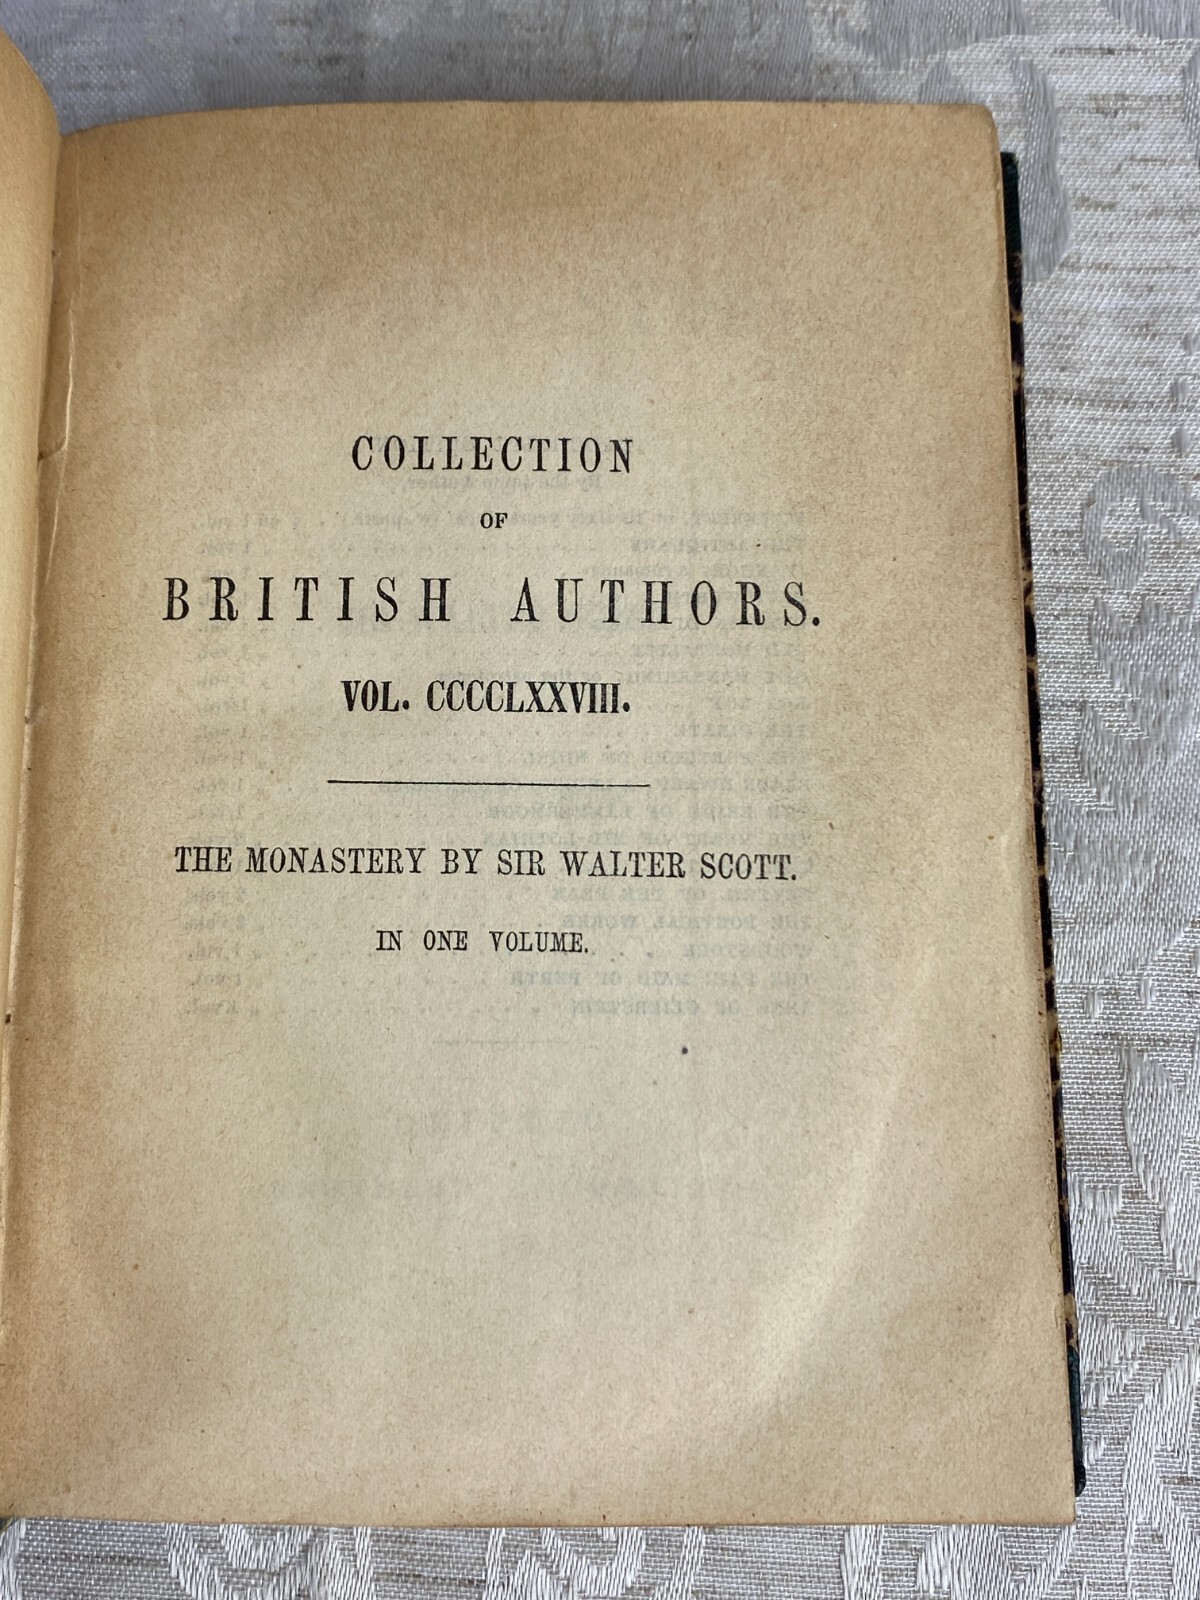 COLLECTION
OF
BRITISH AUTHORS.
VOL. CCCCLXXVIII.
THE MONASTERY BY SIR WALTER SCOTT.
IN ONE VOLUME.